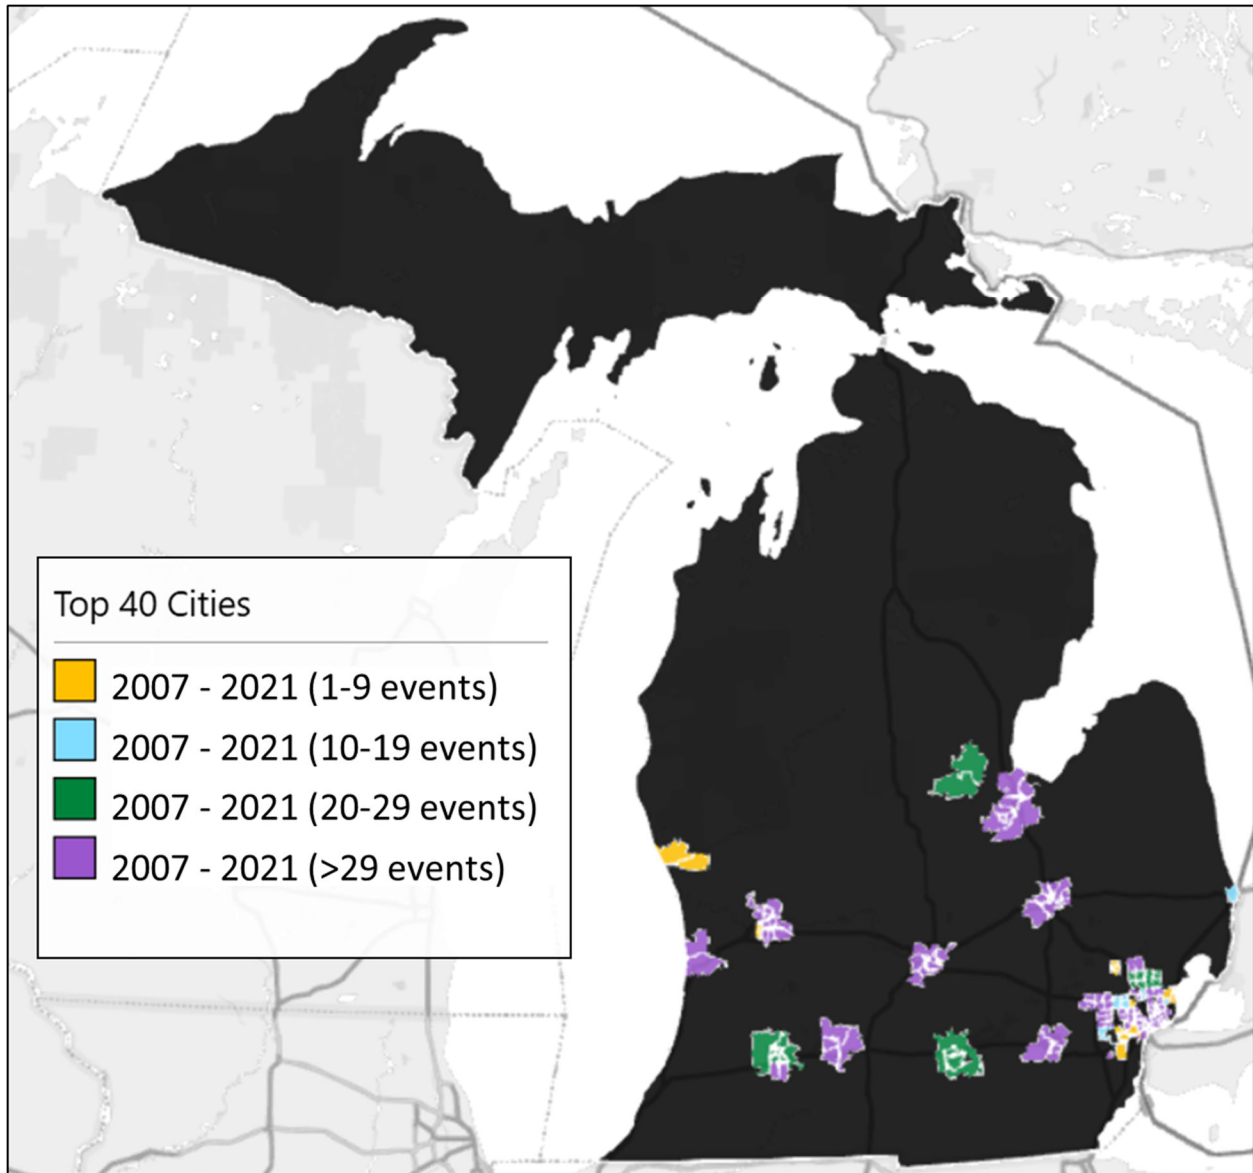 Top 40 Cities
2007 - 2021 (1-9 events)
2007 - 2021 (10-19 events)
2007 - 2021 (20-29 events)
2007 - 2021 (>29 events)